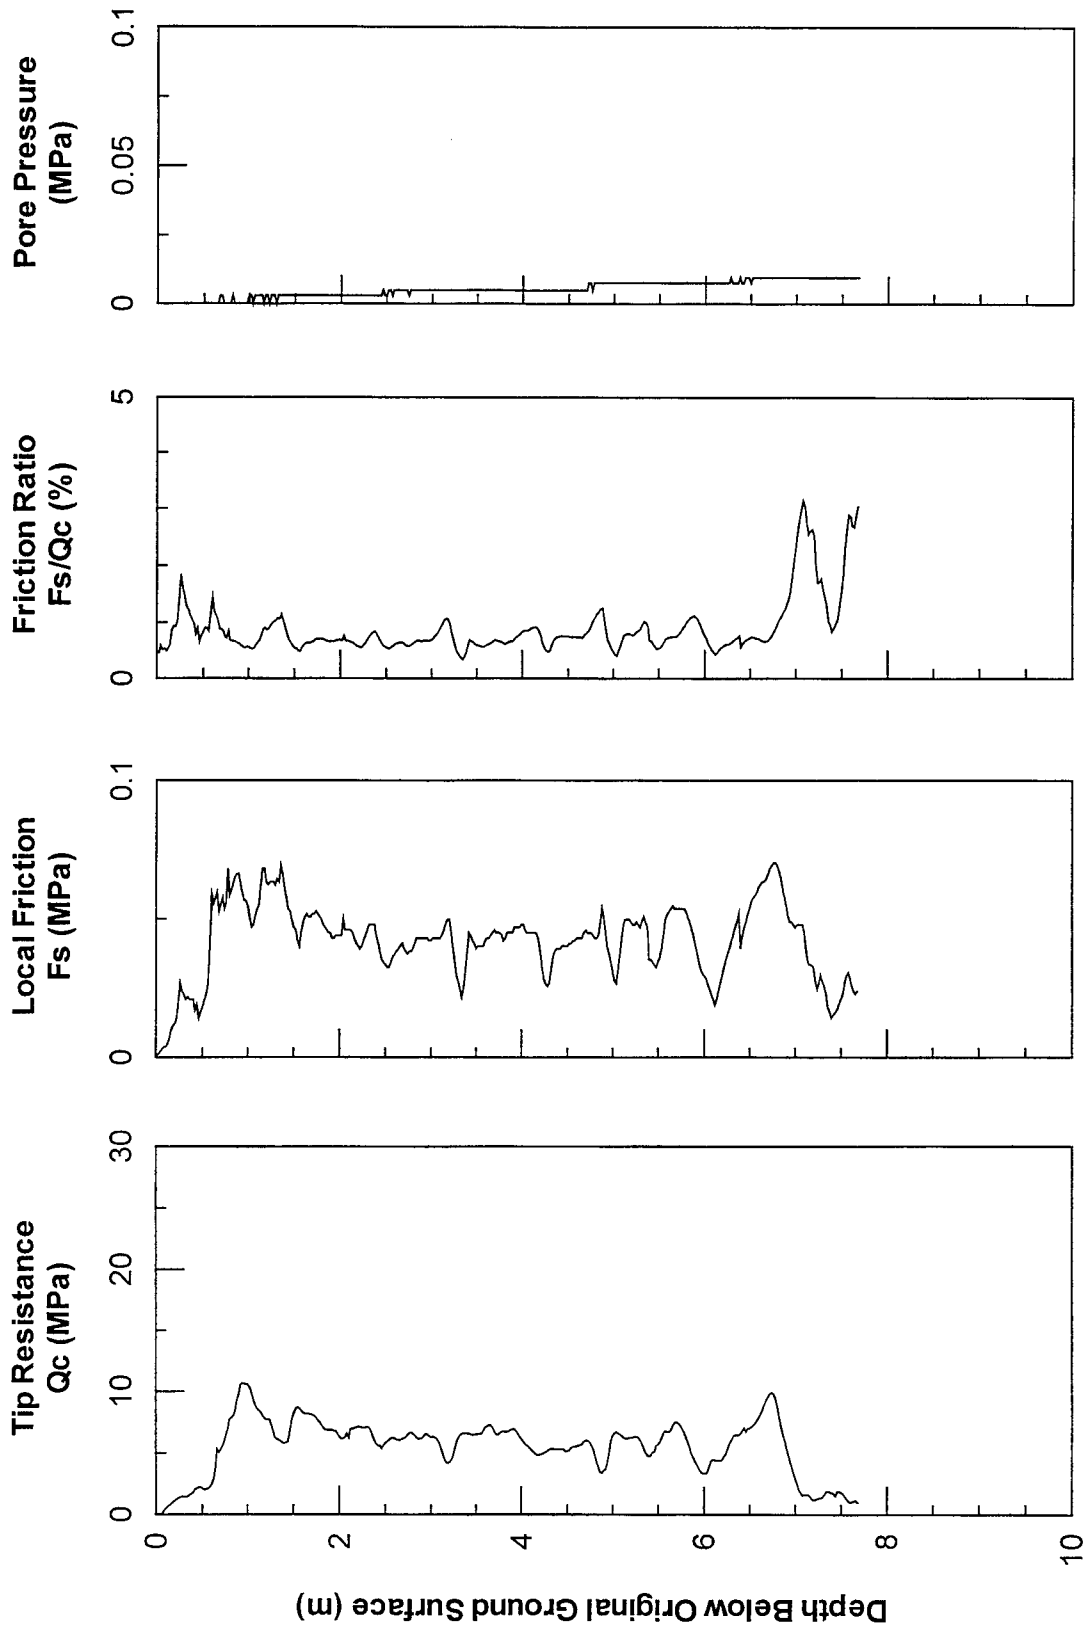 Tip Resistance
Qc (MPa)
Local Friction
Fs (MPa)
Friction Ratio
Fs/Qc (%)
Pore Pressure
(MPa)
0 10 20 30
0 0.1
0 5
0 0.05 0.1
0
2
4
6
8
10
Depth Below Original Ground Surface (m)